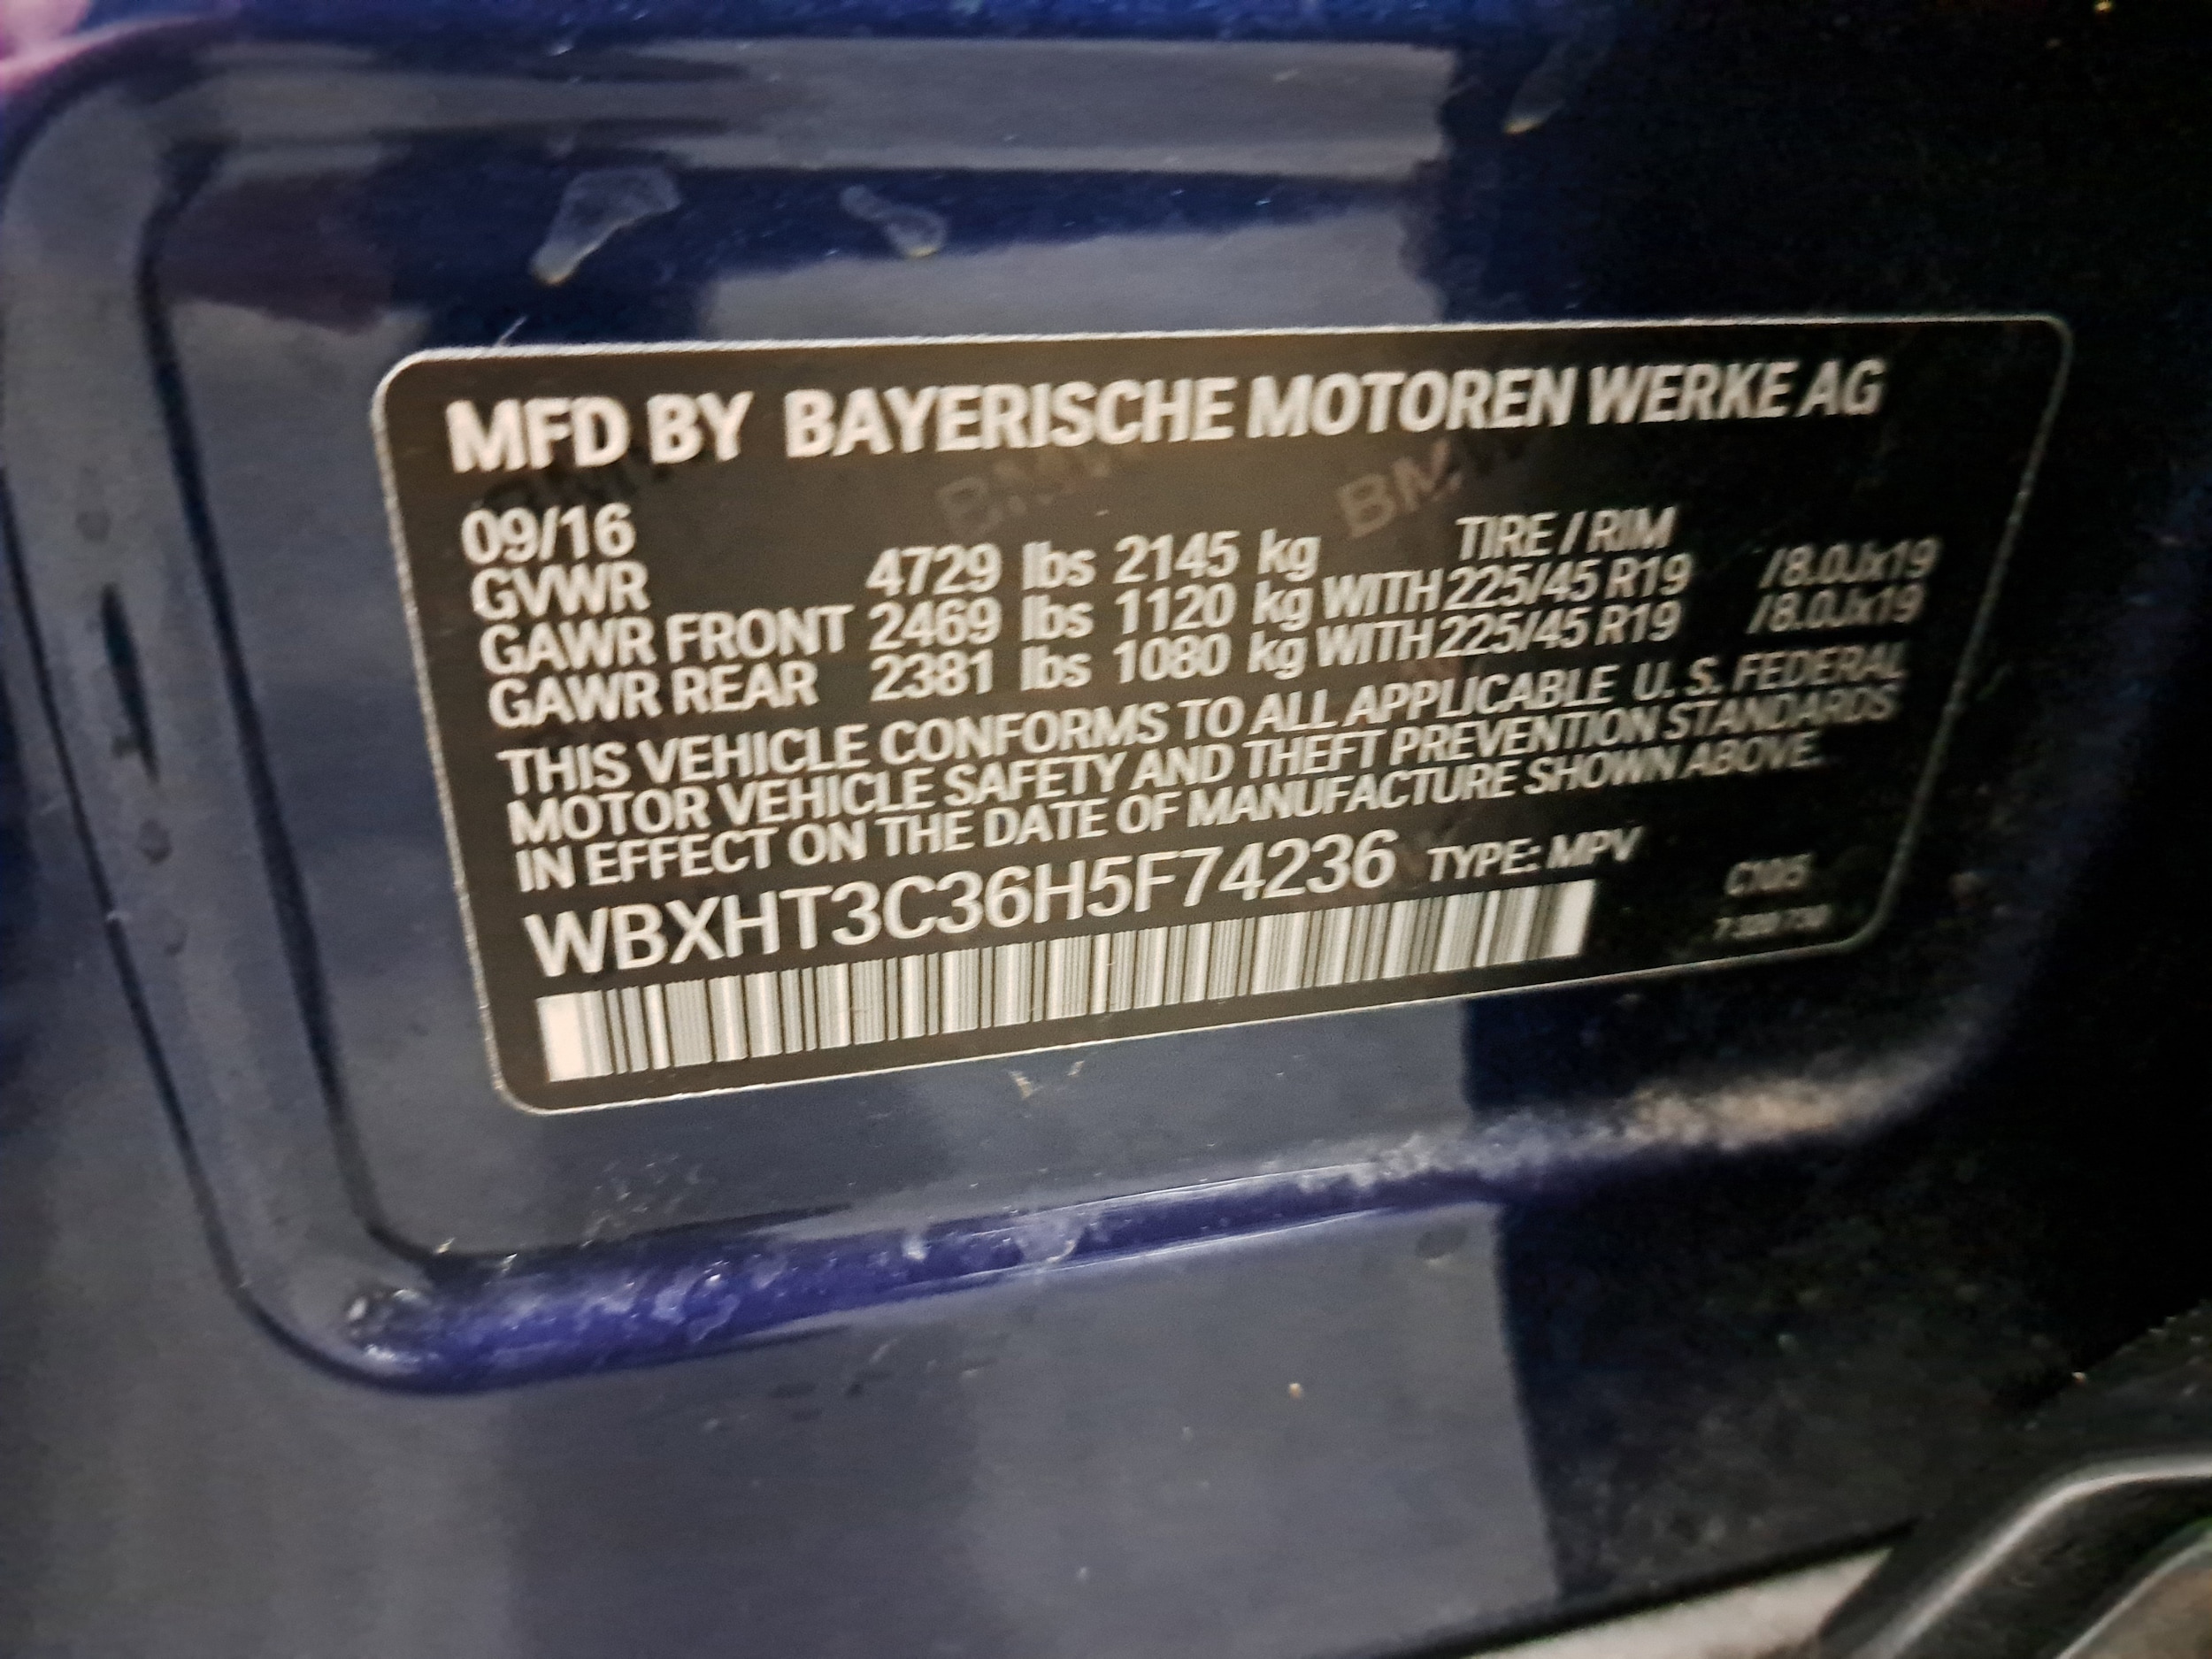 MFD BY BAYERISCHE MOTOREN WERKE AG
BMW BMW BMW
09/16 TIRE / RIM
GVWR 4729 lbs 2145 kg
GAWR FRONT 2469 lbs 1120 kg WITH 225/45 R19 /8.0Jx19
GAWR REAR 2381 lbs 1080 kg WITH 225/45 R19 /8.0Jx19
THIS VEHICLE CONFORMS TO ALL APPLICABLE U. S. FEDERAL
MOTOR VEHICLE SAFETY AND THEFT PREVENTION STANDARDS
IN EFFECT ON THE DATE OF MANUFACTURE SHOWN ABOVE.
WBXHT3C36H5F74236 TYPE: MPV